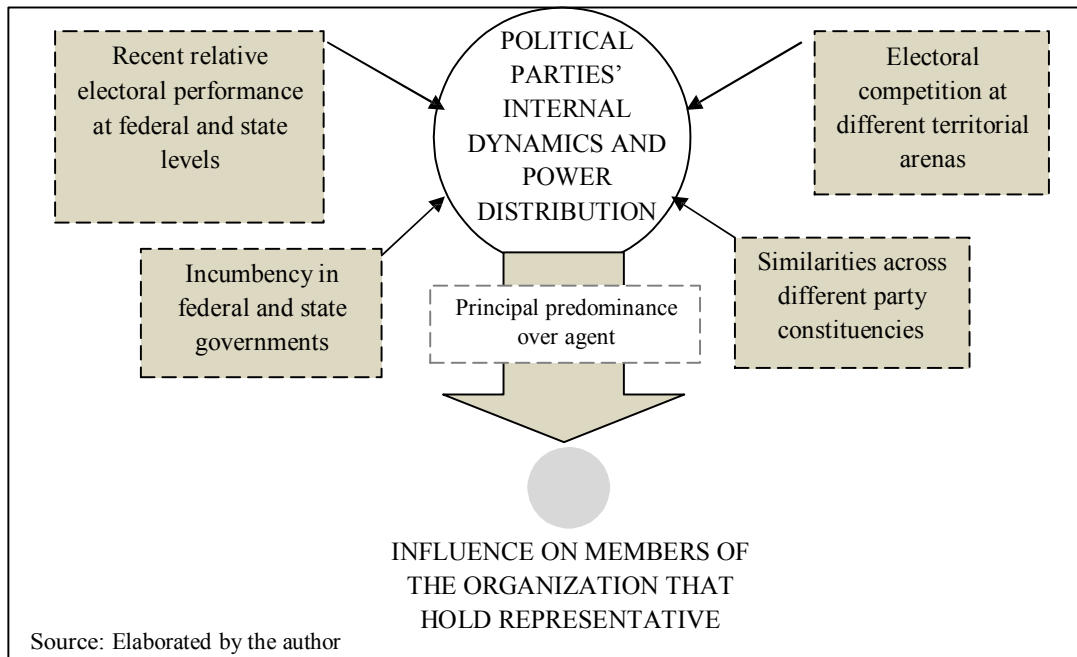 Recent relative
electoral performance
at federal and state
levels
POLITICAL
PARTIES’
INTERNAL
DYNAMICS AND
POWER
DISTRIBUTION
Electoral
competition at
different territorial
arenas
Incumbency in
federal and state
governments
Principal predominance
over agent
Similarities across
different party
constituencies
INFLUENCE ON MEMBERS OF
THE ORGANIZATION THAT
HOLD REPRESENTATIVE
Source: Elaborated by the author